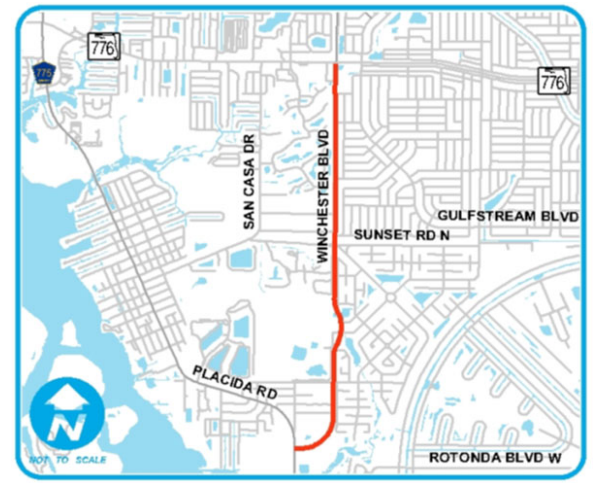 776
775
776
SAN CASA DR
WINCHESTER BLVD
GULFSTREAM BLVD
SUNSET RD N
PLACIDA RD
N
NOT TO SCALE
ROTONDA BLVD W